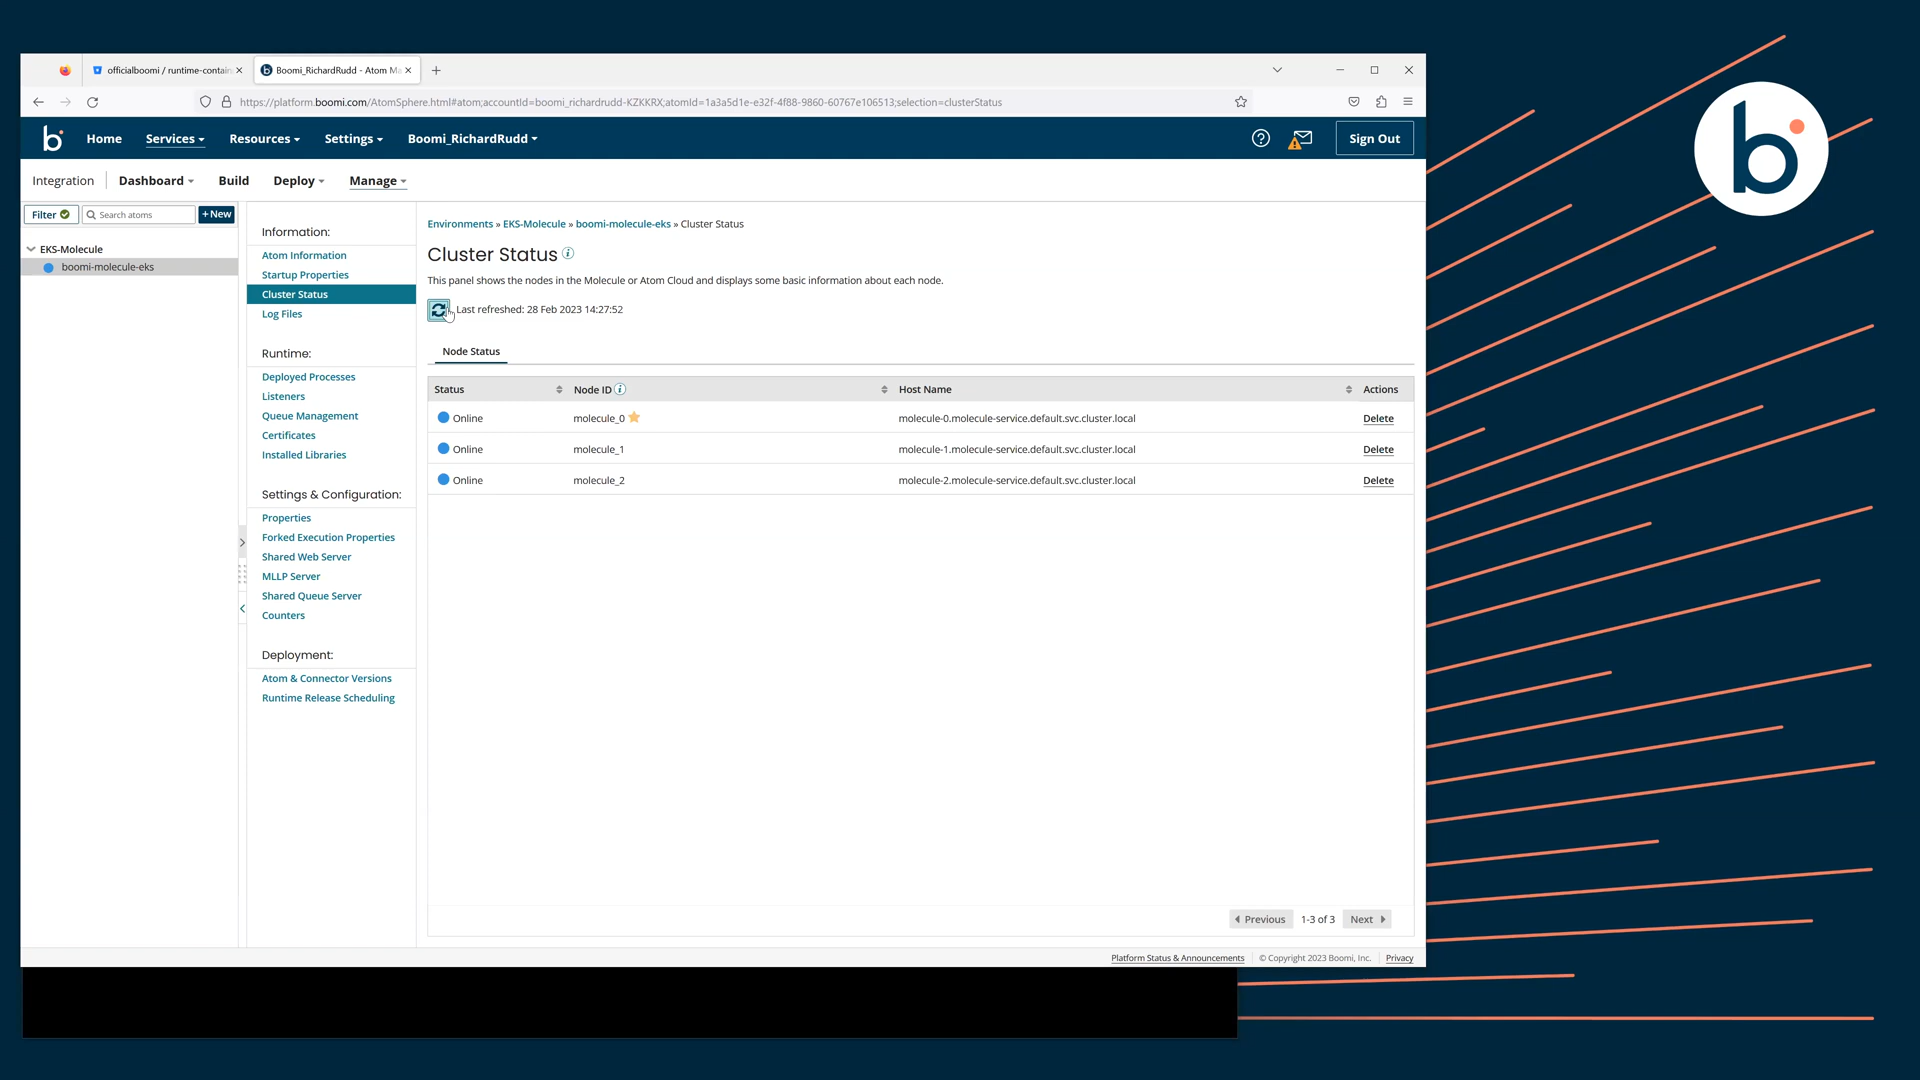 officialboomi / runtime-contain
Boomi_RichardRudd - Atom Ma
https://platform.boomi.com/AtomSphere.html#atom;accountId=boomi_richardrudd-KZKKRX;atomId=1a3a5d1e-e32f-4f88-9860-60767e106513;selection=clusterStatus
Home
Services
Resources
Settings
Boomi_RichardRudd
Sign Out
Integration
Dashboard
Build
Deploy
Manage
Filter
Search atoms
+New
EKS-Molecule
boomi-molecule-eks
Information:
Atom Information
Startup Properties
Cluster Status
Log Files
Runtime:
Deployed Processes
Listeners
Queue Management
Certificates
Installed Libraries
Settings & Configuration:
Properties
Forked Execution Properties
Shared Web Server
MLLP Server
Shared Queue Server
Counters
Deployment:
Atom & Connector Versions
Runtime Release Scheduling
Environments » EKS-Molecule » boomi-molecule-eks » Cluster Status
Cluster Status
This panel shows the nodes in the Molecule or Atom Cloud and displays some basic information about each node.
Last refreshed: 28 Feb 2023 14:27:52
Node Status
Status Node ID Host Name Actions
Online molecule_0 molecule-0.molecule-service.default.svc.cluster.local Delete
Online molecule_1 molecule-1.molecule-service.default.svc.cluster.local Delete
Online molecule_2 molecule-2.molecule-service.default.svc.cluster.local Delete
Previous 1-3 of 3 Next
Platform Status & Announcements © Copyright 2023 Boomi, Inc. Privacy
b